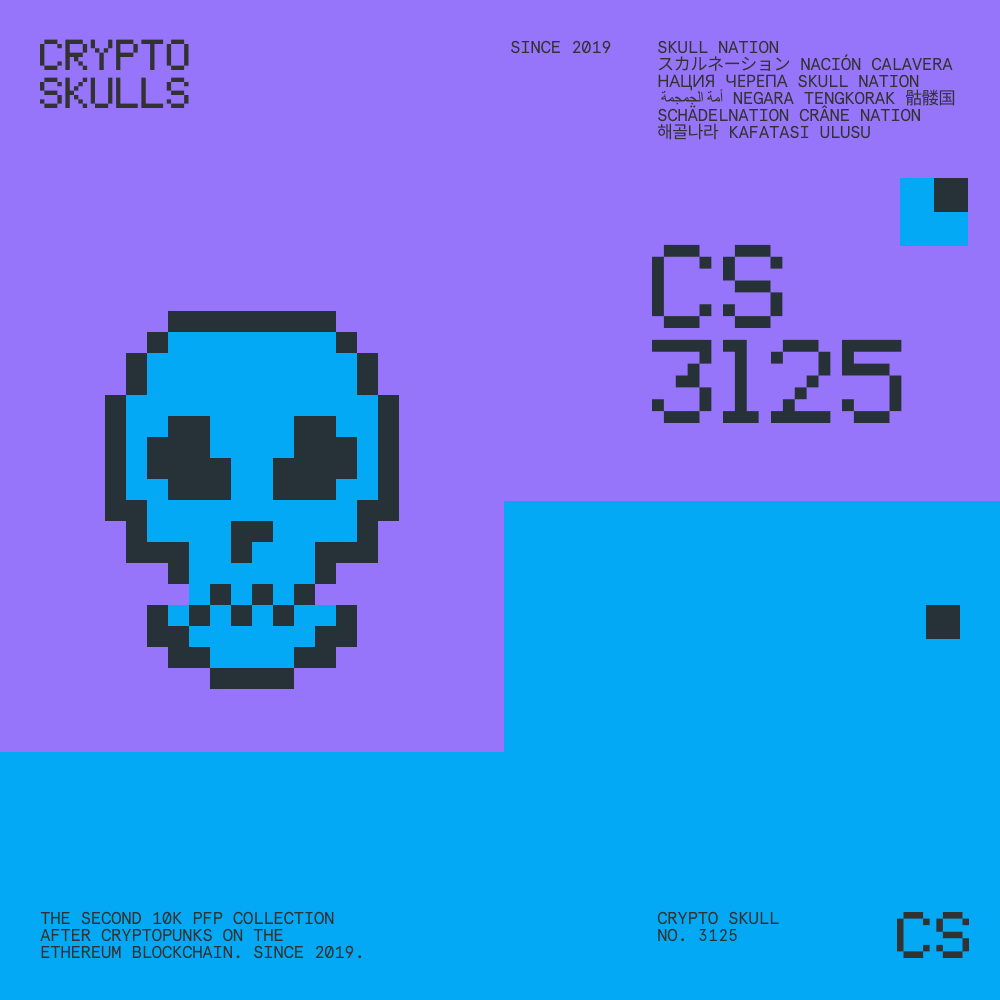 CRYPTO
SKULLS
SINCE 2019
SKULL NATION
スカルネーション NACIÓN CALAVERA
НАЦИЯ ЧЕРЕПА SKULL NATION
أمة الجمجمة NEGARA TENGKORAK 骷髅国
SCHÄDELNATION CRÂNE NATION
해골나라 KAFATASI ULUSU
CS
3125
THE SECOND 10K PFP COLLECTION
AFTER CRYPTOPUNKS ON THE
ETHEREUM BLOCKCHAIN. SINCE 2019.
CRYPTO SKULL
NO. 3125
CS